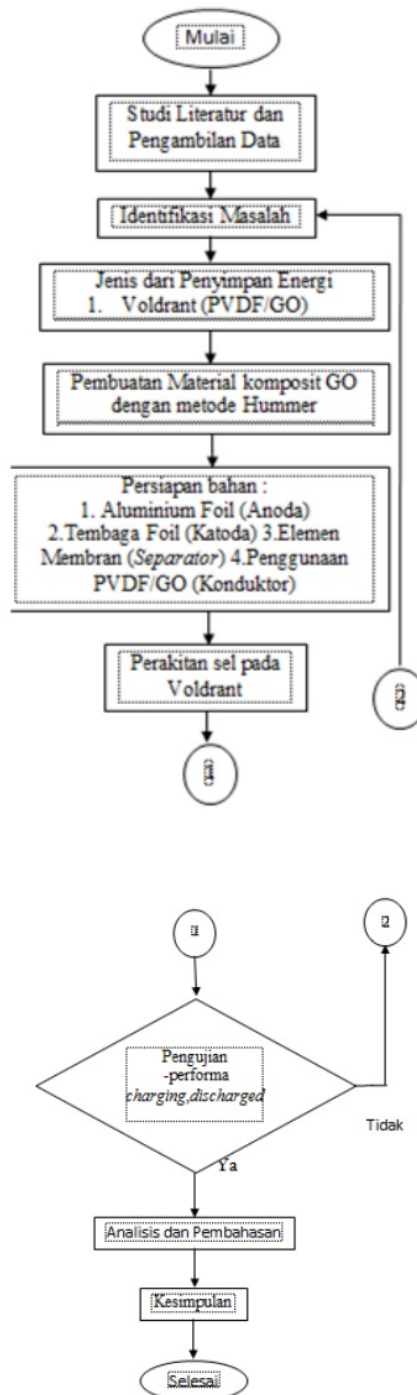 Mulai
Studi Literatur dan
Pengambilan Data
Identifikasi Masalah
Jenis dari Penyimpan Energi
1. Voldrant (PVDF/GO)
Pembuatan Material komposit GO
dengan metode Hummer
Persiapan bahan :
1. Aluminium Foil (Anoda)
2.Tembaga Foil (Katoda) 3.Elemen
Membran (Separator) 4.Penggunaan
PVDF/GO (Konduktor)
Perakitan sel pada
Voldrant
2
1
1
2
Pengujian
-performa
charging,discharged
Tidak
Ya
Analisis dan Pembahasan
Kesimpulan
Selesai